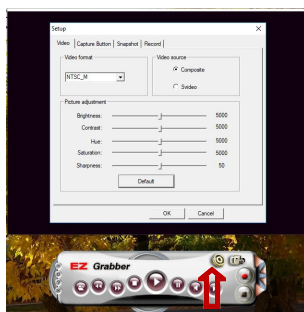 Setup
Video Capture Button Snapshot Record
Video format
NTSC_M
Video source
Composite
Svideo
Picture adjustment
Brightness: 5000
Contrast: 5000
Hue: 5000
Saturation: 5000
Sharpness: 50
Default
OK Cancel
EZ Grabber